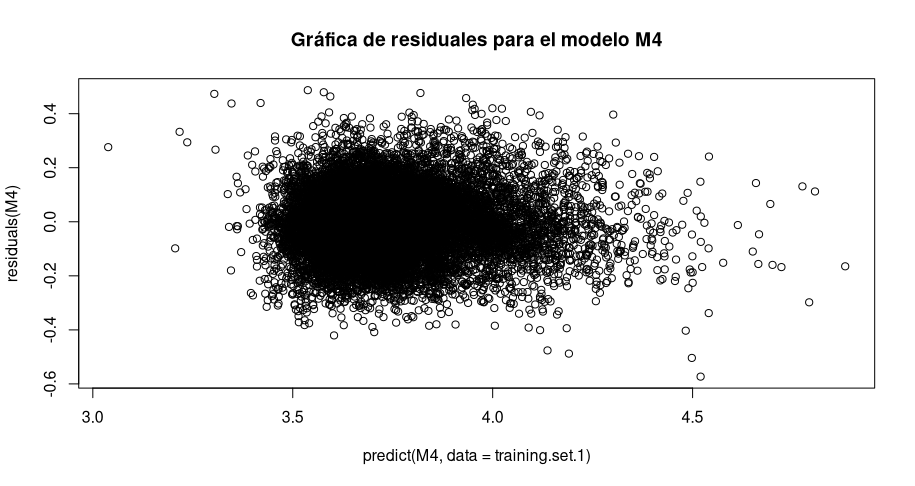 Gráfica de residuales para el modelo M4
residuals(M4)
0.4
0.2
0.0
-0.2
-0.4
-0.6
3.0 3.5 4.0 4.5
predict(M4, data = training.set.1)